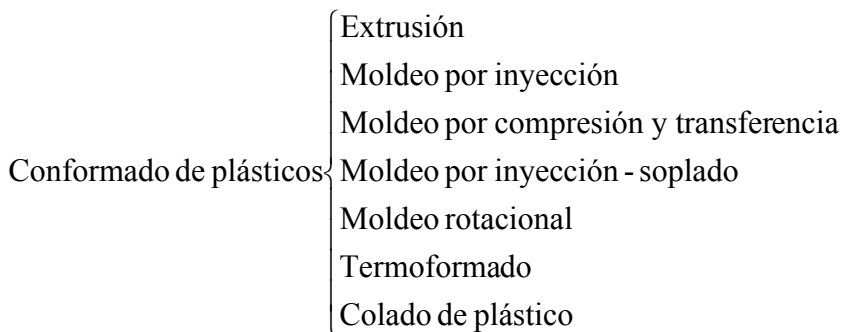 Extrusión
Moldeo por inyección
Moldeo por compresión y transferencia
Conformado de plásticos Moldeo por inyección - soplado
Moldeo rotacional
Termoformado
Colado de plástico